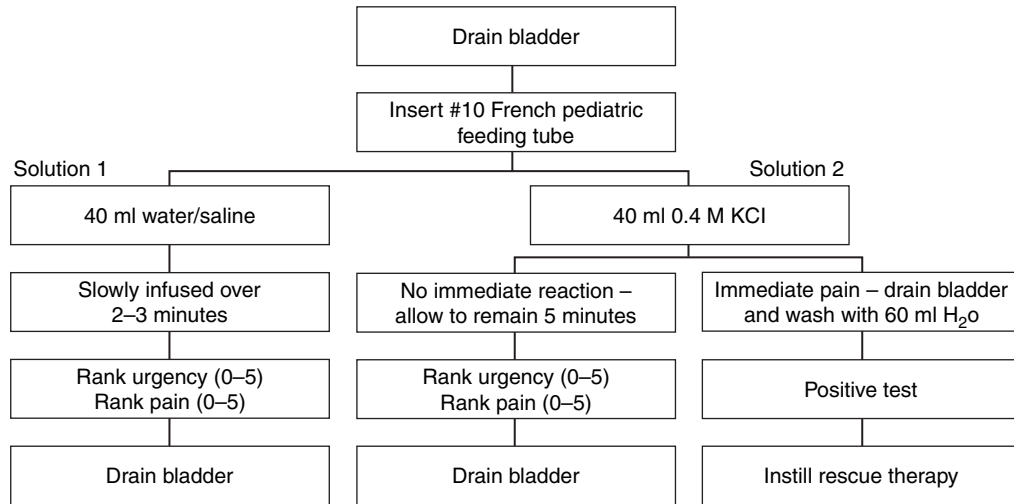 Drain bladder
Insert #10 French pediatric
feeding tube
Solution 1
Solution 2
40 ml water/saline
40 ml 0.4 M KCl
Slowly infused over
2–3 minutes
No immediate reaction –
allow to remain 5 minutes
Immediate pain – drain bladder
and wash with 60 ml H₂o
Rank urgency (0–5)
Rank pain (0–5)
Rank urgency (0–5)
Rank pain (0–5)
Positive test
Drain bladder
Drain bladder
Instill rescue therapy